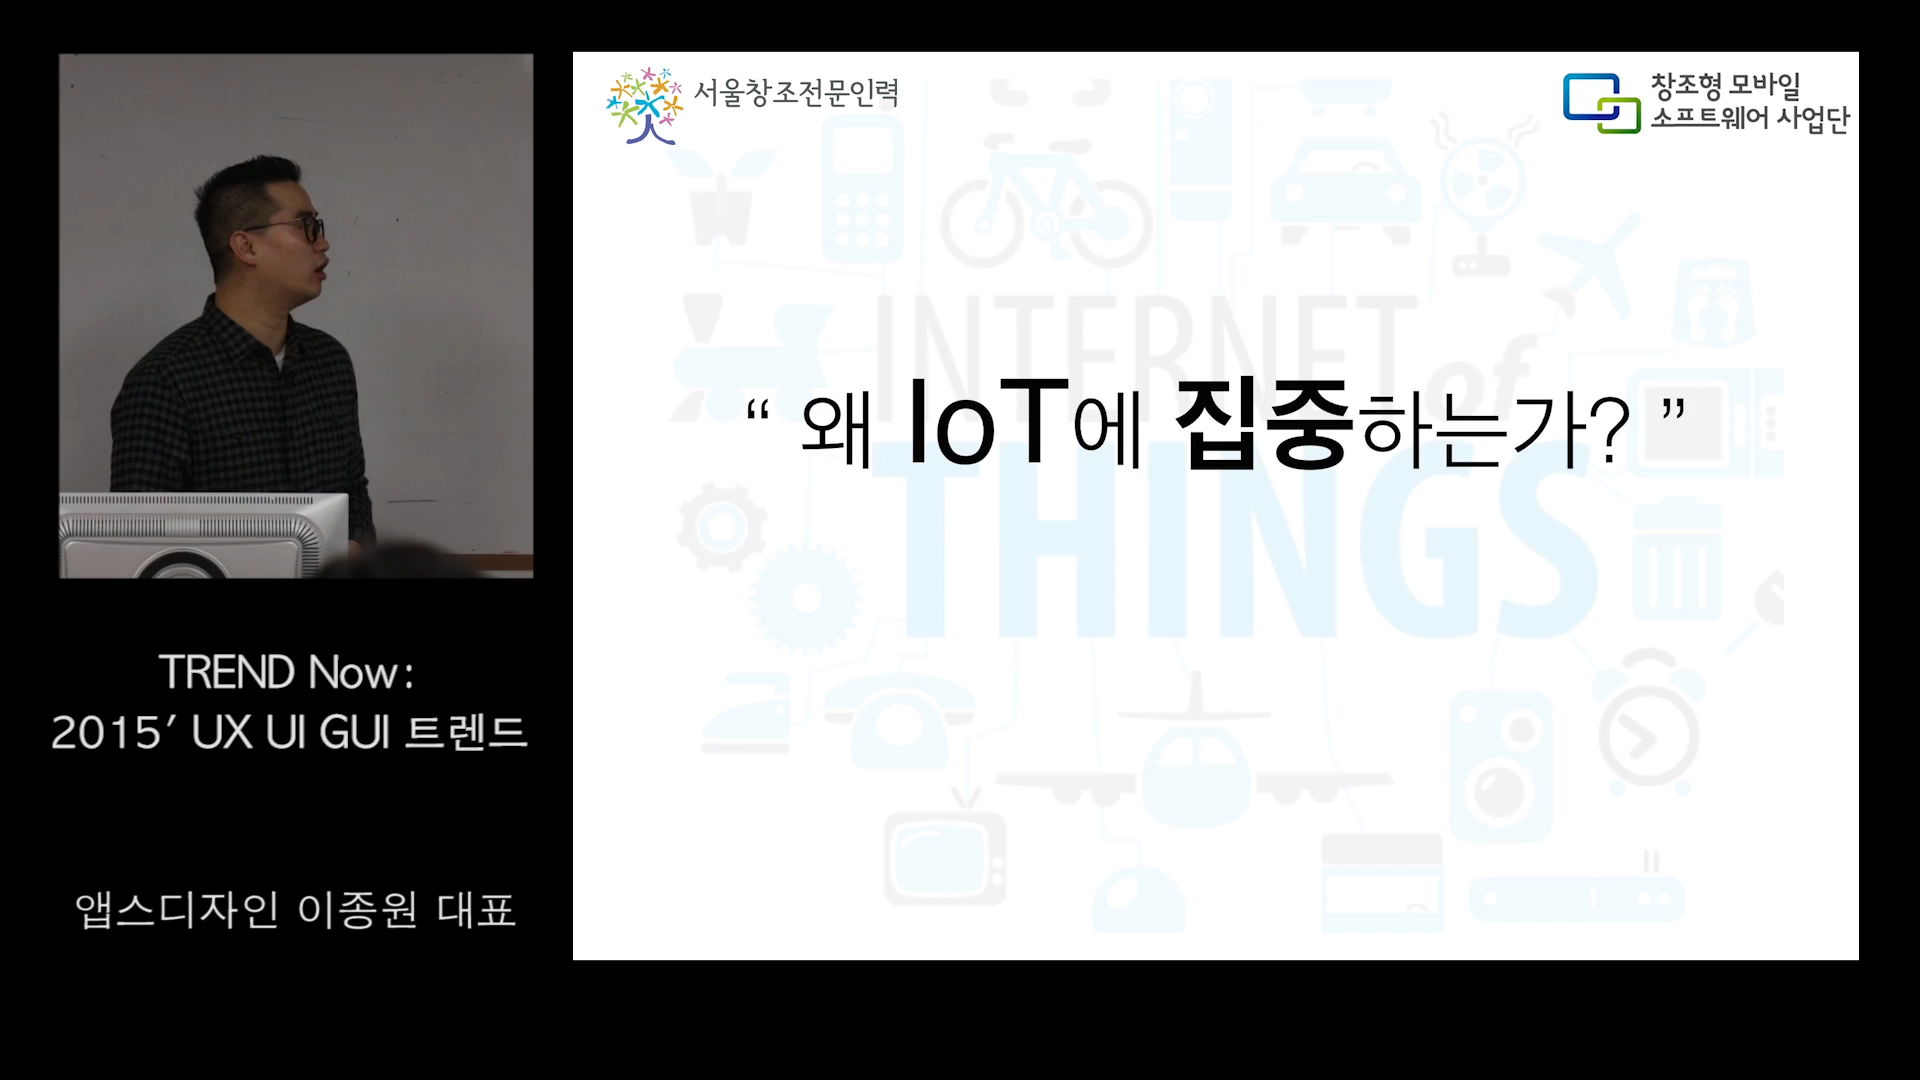 서울창조전문인력
창조형 모바일
소프트웨어 사업단
INTERNET of
“ 왜 IoT에 집중하는가? ”
THINGS
TREND Now:
2015′ UX UI GUI 트렌드
앱스디자인 이종원 대표